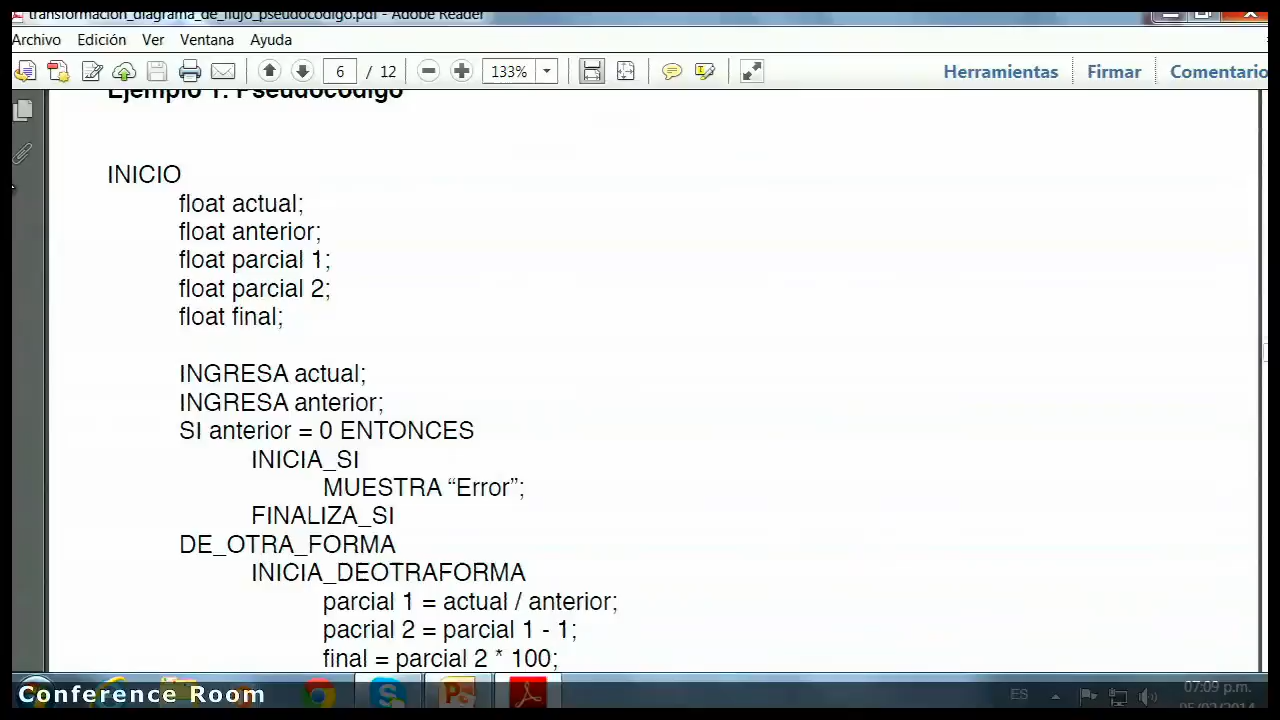 transformacion_diagrama_de_flujo_pseudocodigo.pdf - Adobe Reader
Archivo Edición Ver Ventana Ayuda
6 / 12 133% Herramientas Firmar Comentario
Ejemplo 1: Pseudocódigo
INICIO
float actual;
float anterior;
float parcial 1;
float parcial 2;
float final;
INGRESA actual;
INGRESA anterior;
SI anterior = 0 ENTONCES
INICIA_SI
MUESTRA “Error”;
FINALIZA_SI
DE_OTRA_FORMA
INICIA_DEOTRAFORMA
parcial 1 = actual / anterior;
pacrial 2 = parcial 1 - 1;
final = parcial 2 * 100;
Conference Room
ES 07:09 p.m.
05/02/2014